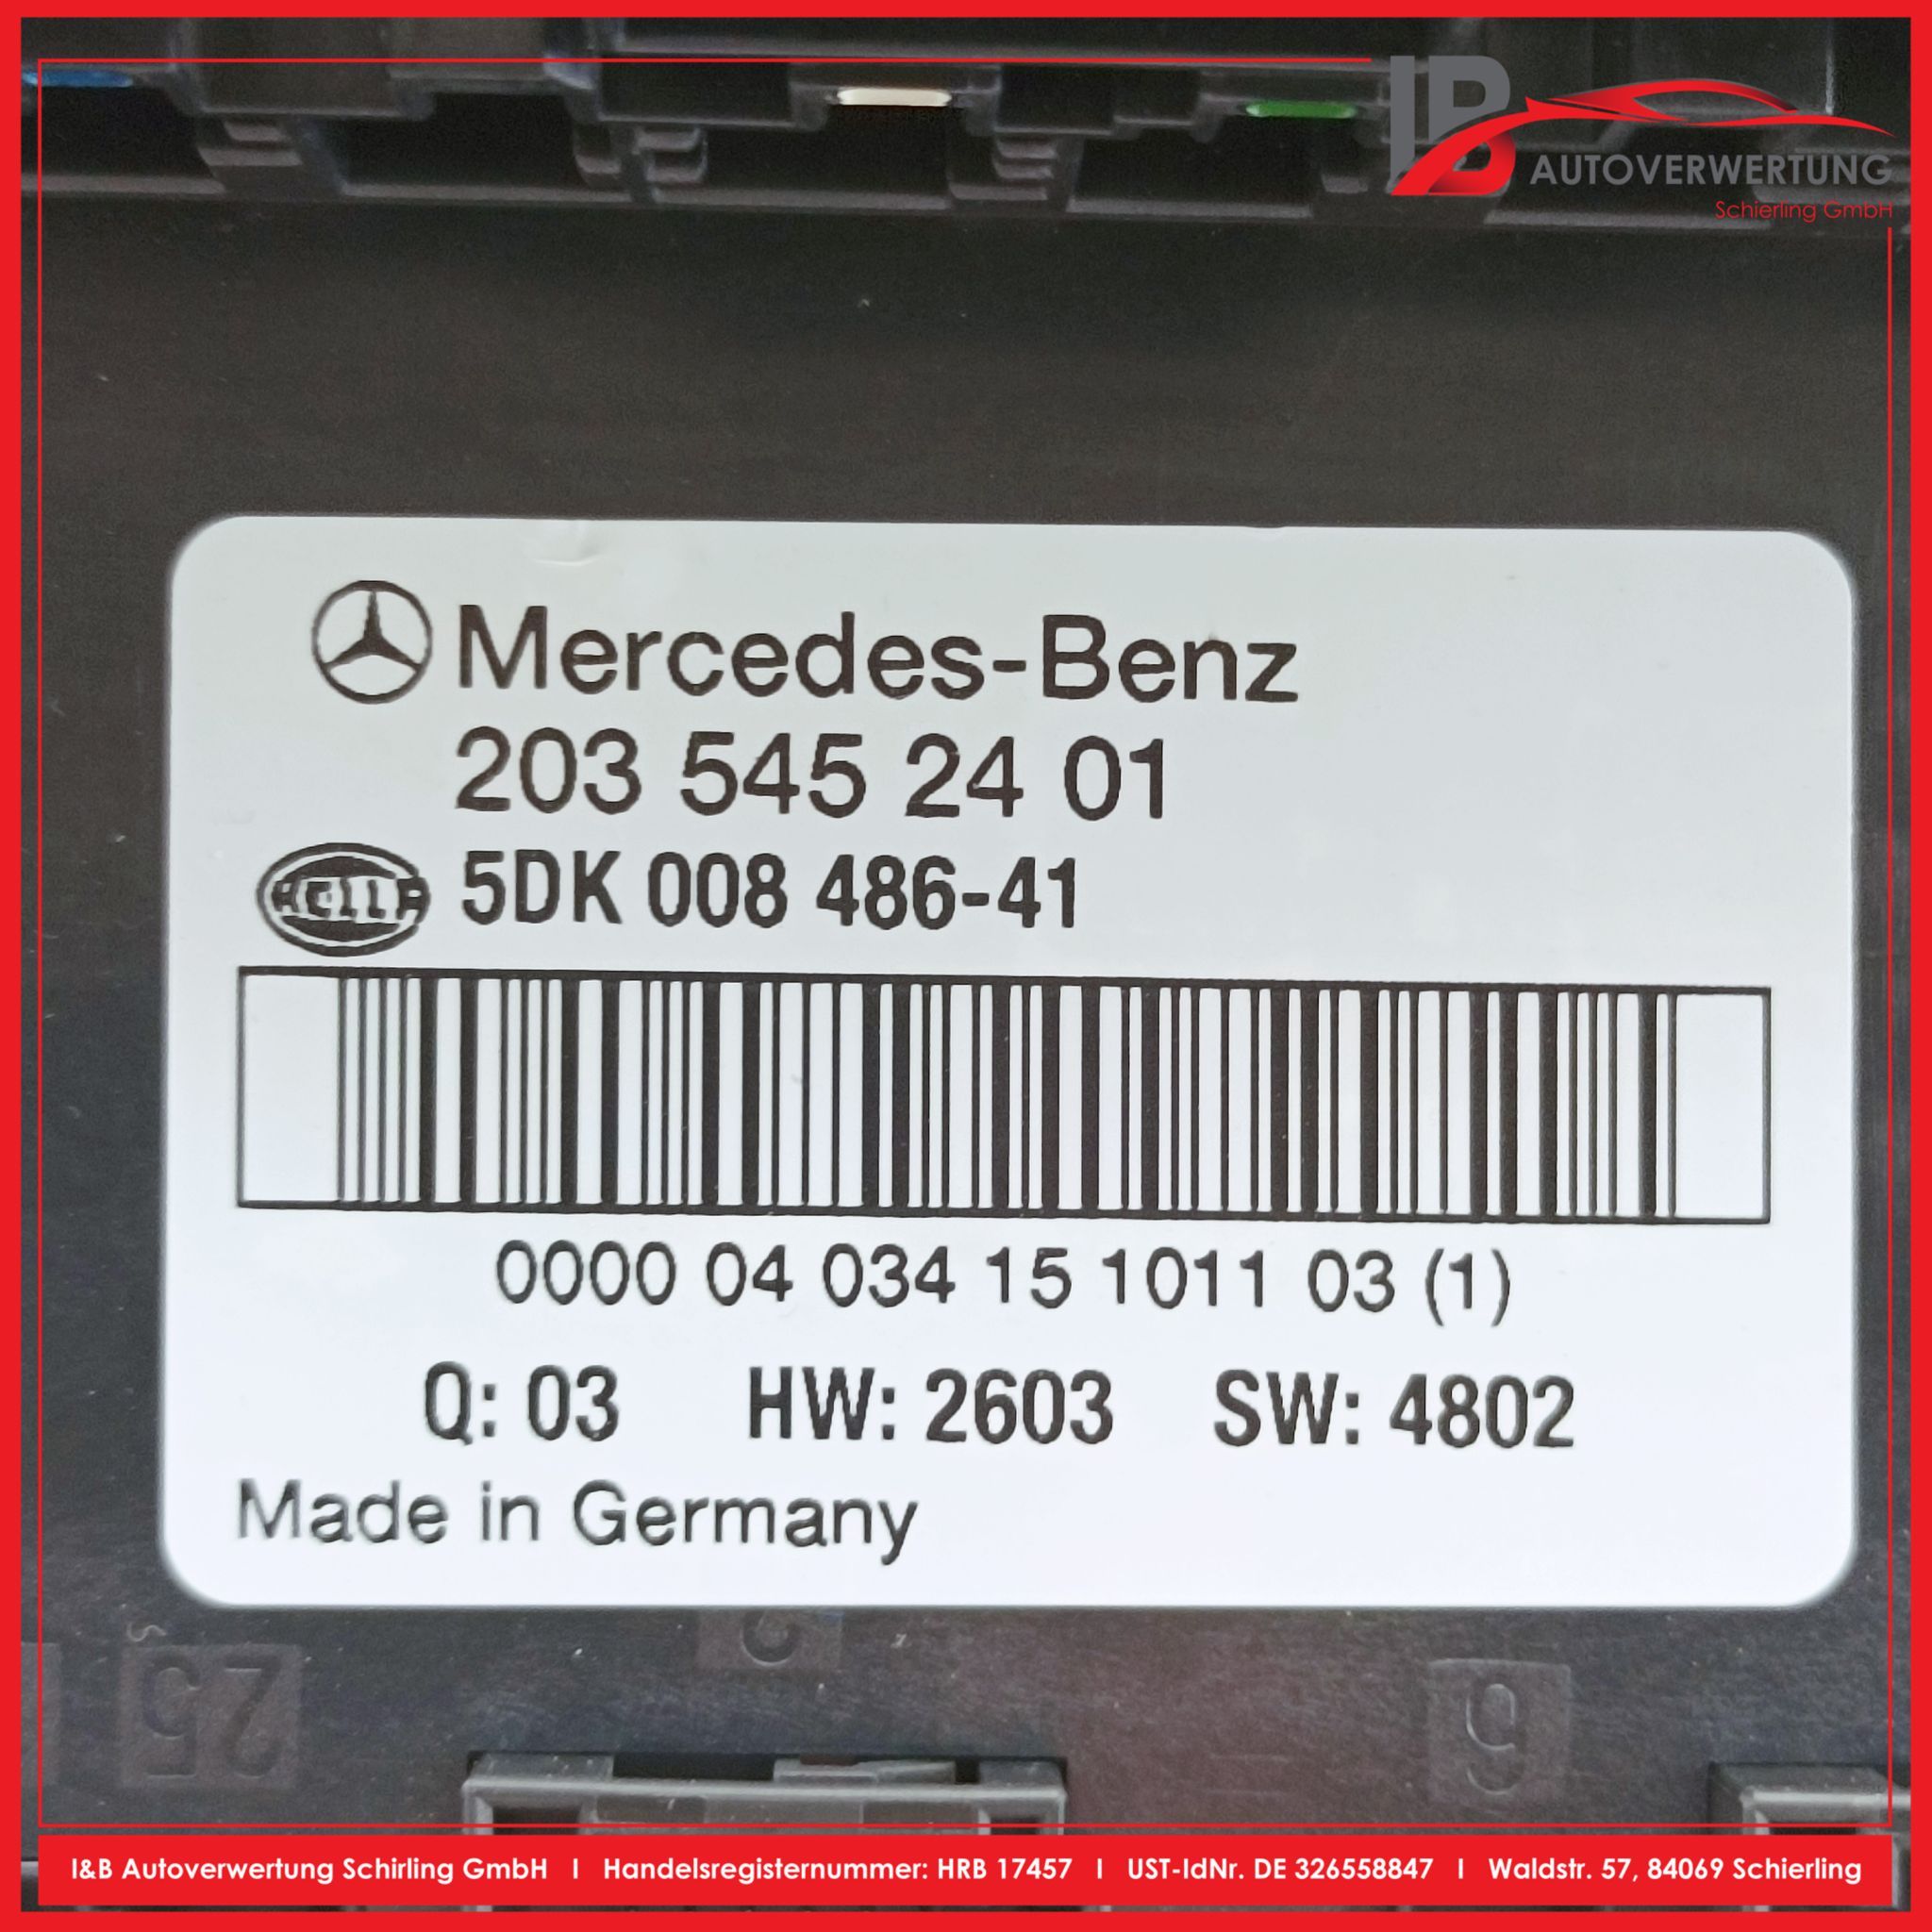 IB
AUTOVERWERTUNG
Schierling GmbH
Mercedes-Benz
203 545 24 01
HELLA 5DK 008 486-41
0000 04 034 15 1011 03 (1)
Q: 03 HW: 2603 SW: 4802
Made in Germany
25
6
I&B Autoverwertung Schirling GmbH I Handelsregisternummer: HRB 17457 I UST-IdNr. DE 326558847 I Waldstr. 57, 84069 Schierling